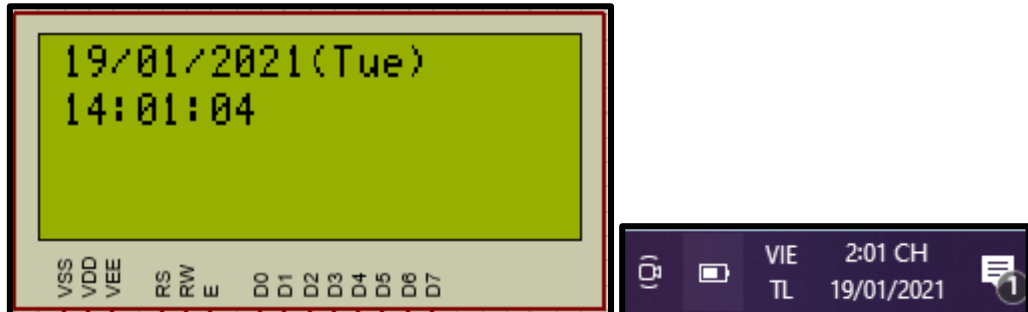 19/01/2021(Tue)
14:01:04
VSS VDD VEE RS RW E D0 D1 D2 D3 D4 D5 D6 D7
VIE 2:01 CH
TL 19/01/2021
1